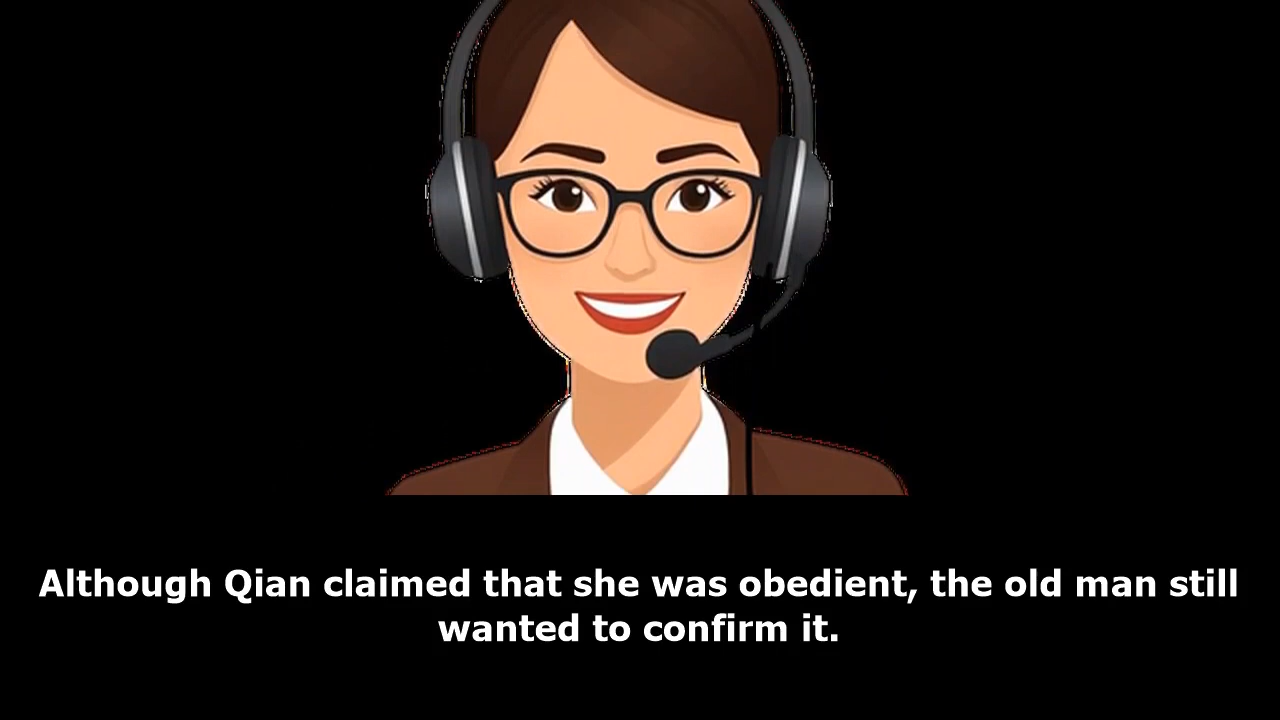 Although Qian claimed that she was obedient, the old man still
wanted to confirm it.